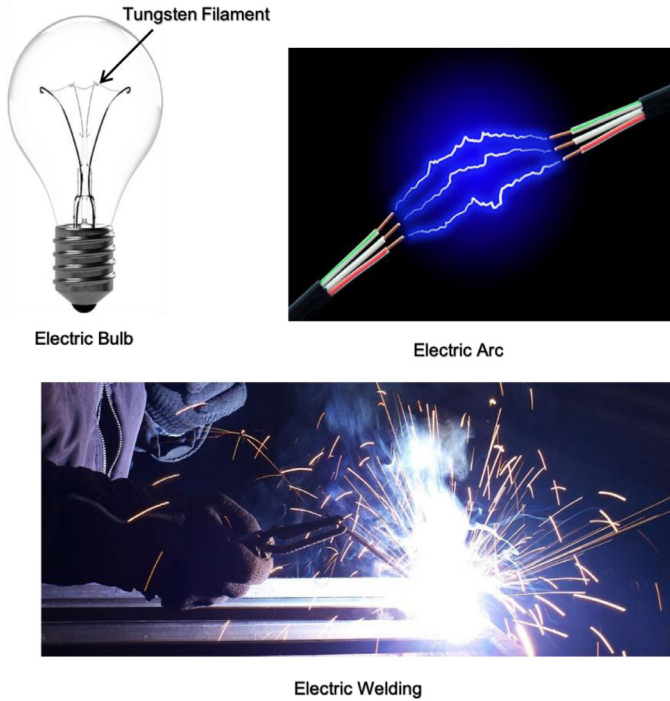 Tungsten Filament
Electric Bulb
Electric Arc
Electric Welding